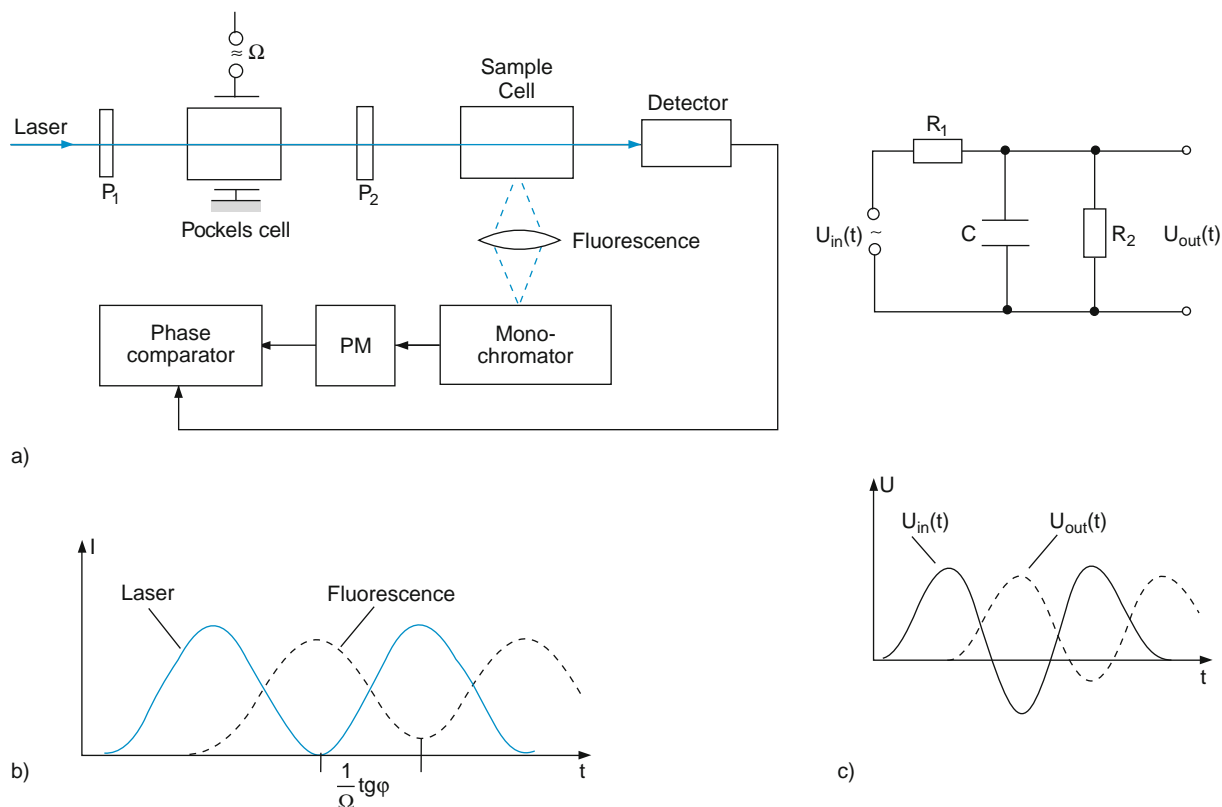 ≈ Ω
Sample
Cell
Detector
Laser
P₁
P₂
Pockels cell
Fluorescence
Phase
comparator
PM
Mono-
chromator
a)
R₁
Uᵢₙ(t)
~
C
R₂
Uₒᵤₜ(t)
I
Laser
Fluorescence
t
1/Ω tgφ
b)
U
Uᵢₙ(t)
Uₒᵤₜ(t)
t
c)